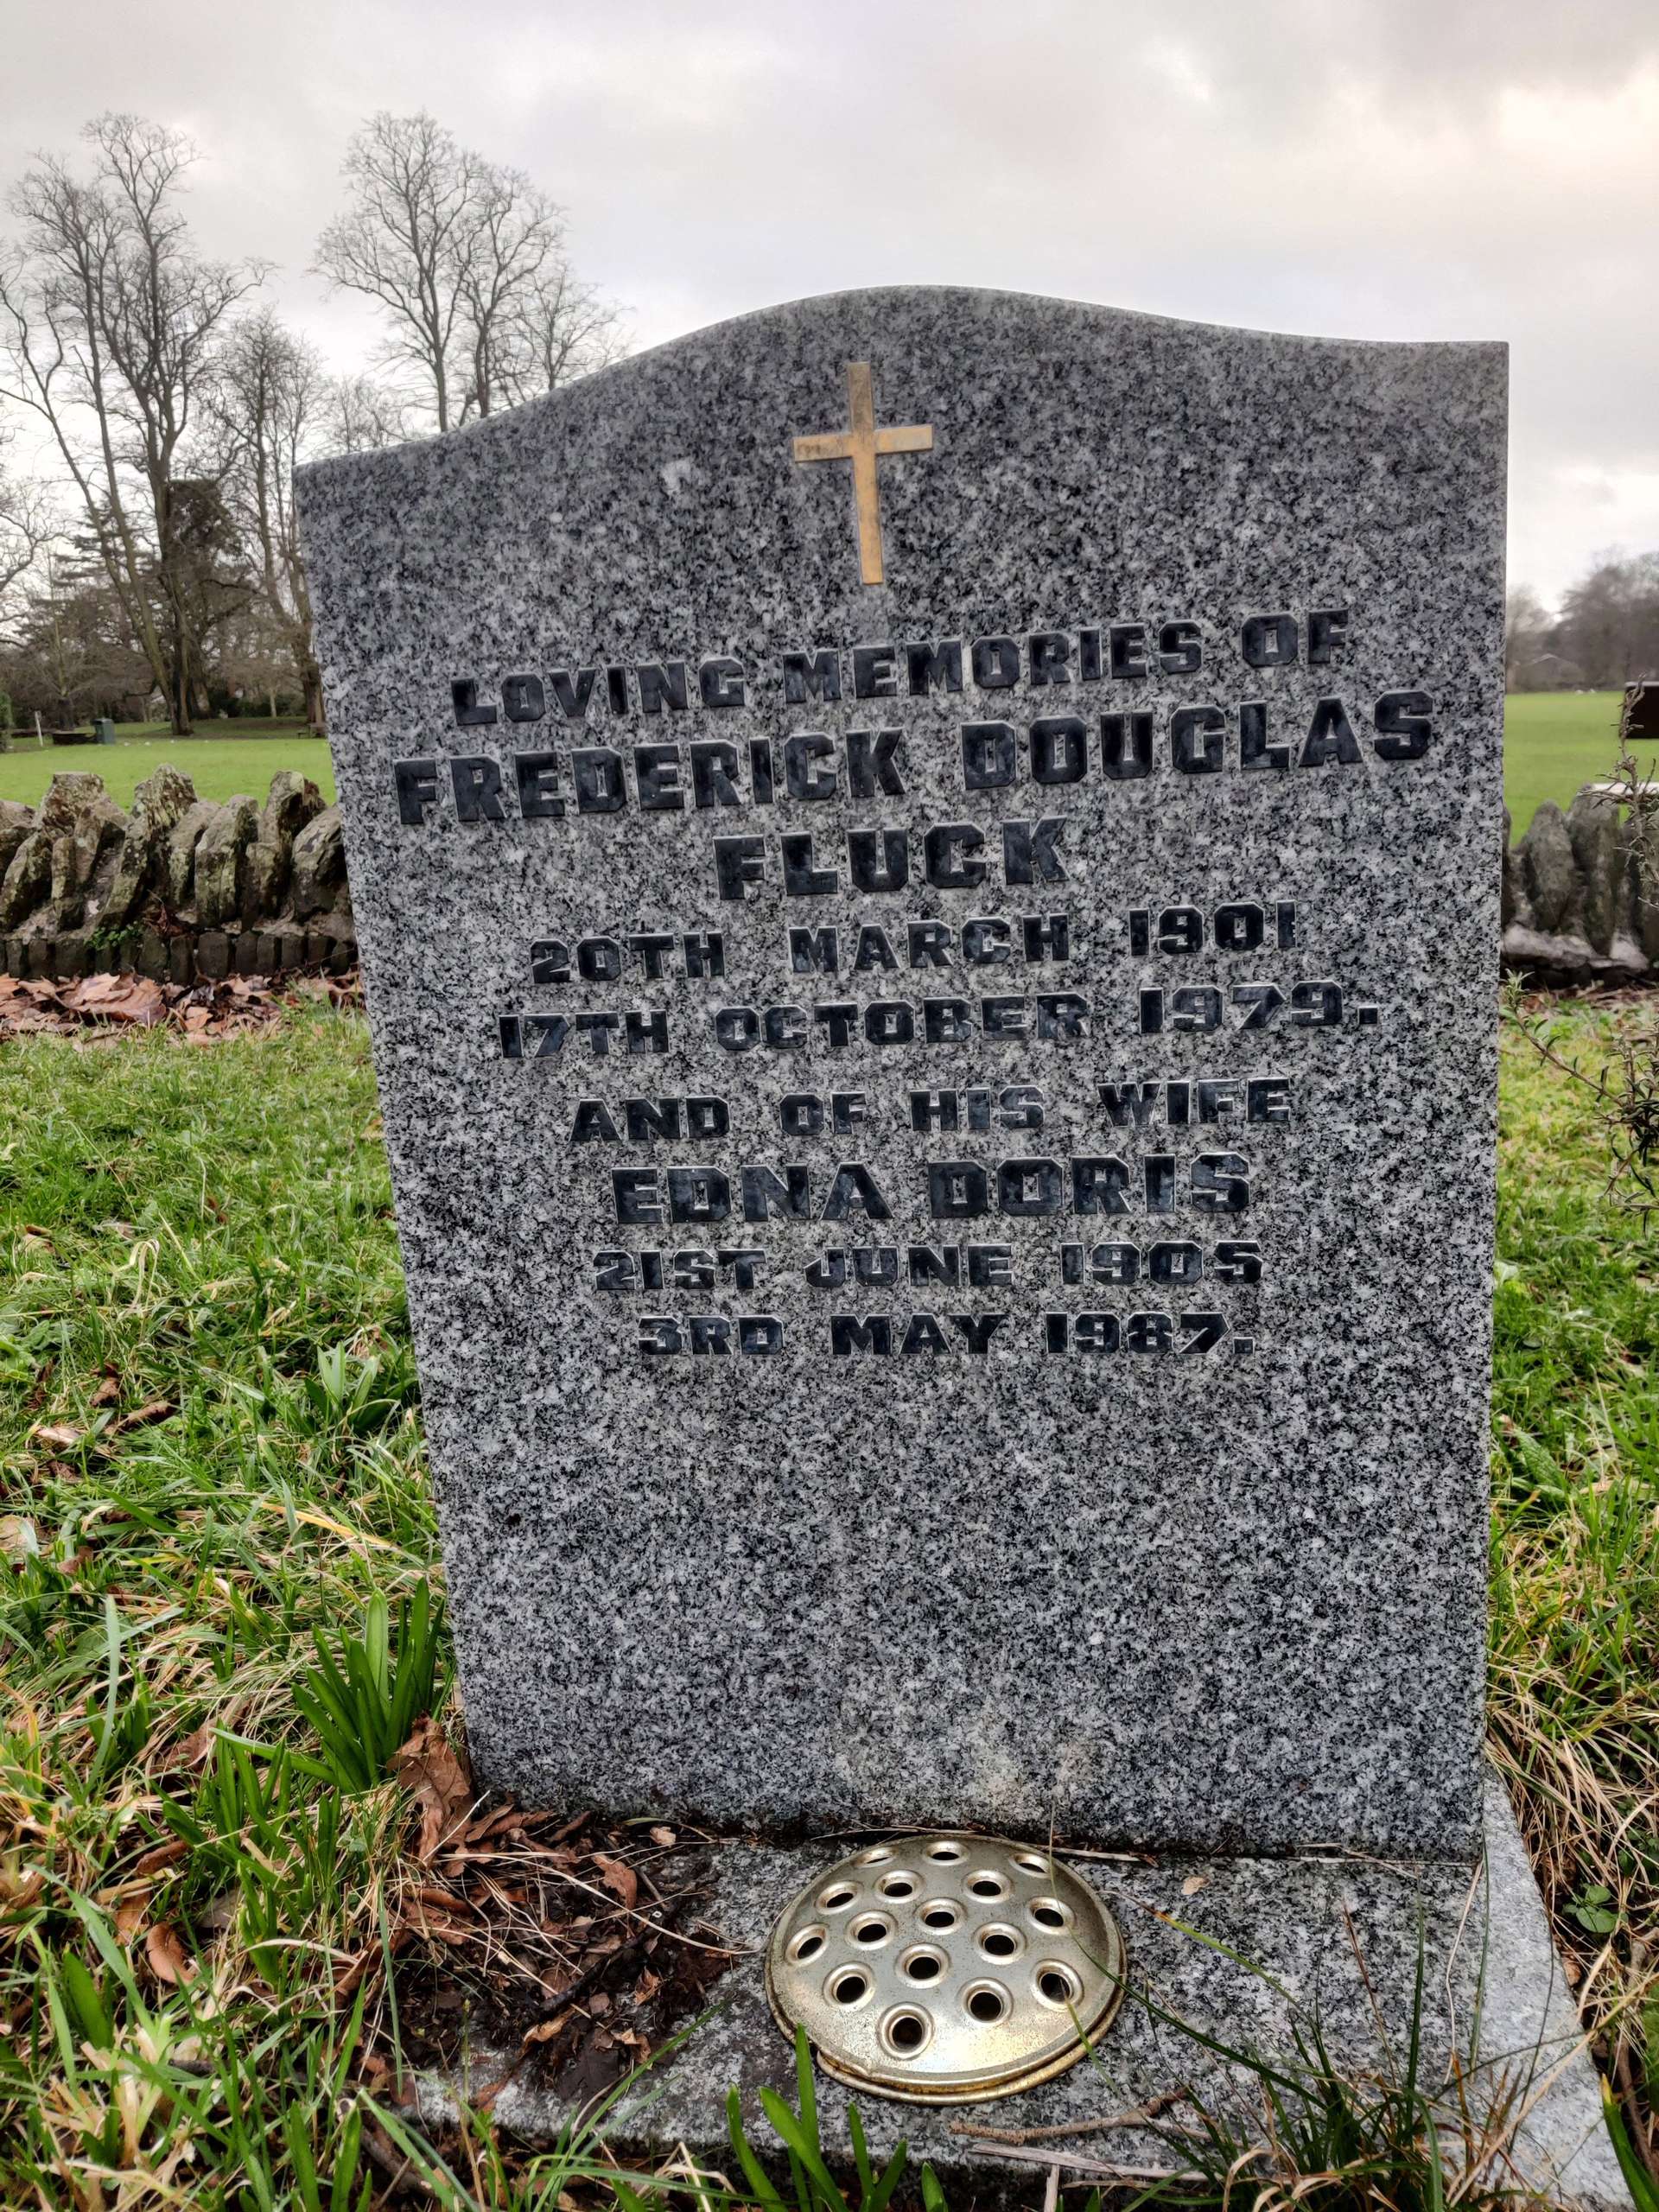 LOVING MEMORIES OF
FREDERICK DOUGLAS
FLUCK
20TH MARCH 1901
17TH OCTOBER 1979.
AND OF HIS WIFE
EDNA DORIS
21ST JUNE 1905
3RD MAY 1987.